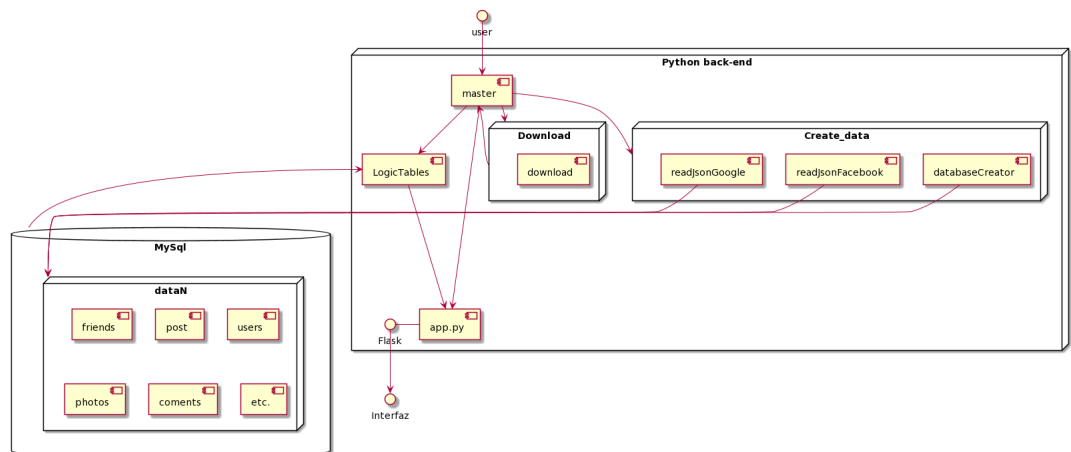 user
Python back-end
master
Download
Create_data
LogicTables
download
readJsonGoogle
readJsonFacebook
databaseCreator
MySql
dataN
friends
post
users
Flask
app.py
photos
coments
etc.
Interfaz